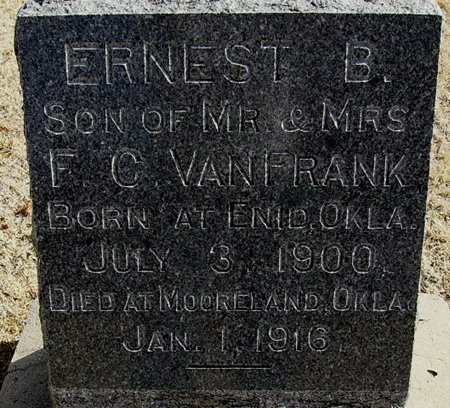 ERNEST B.
SON OF MR. & MRS
F. C. VANFRANK
BORN AT ENID, OKLA.
JULY 3, 1900.
DIED AT MOORELAND, OKLA.
JAN. 1, 1916.